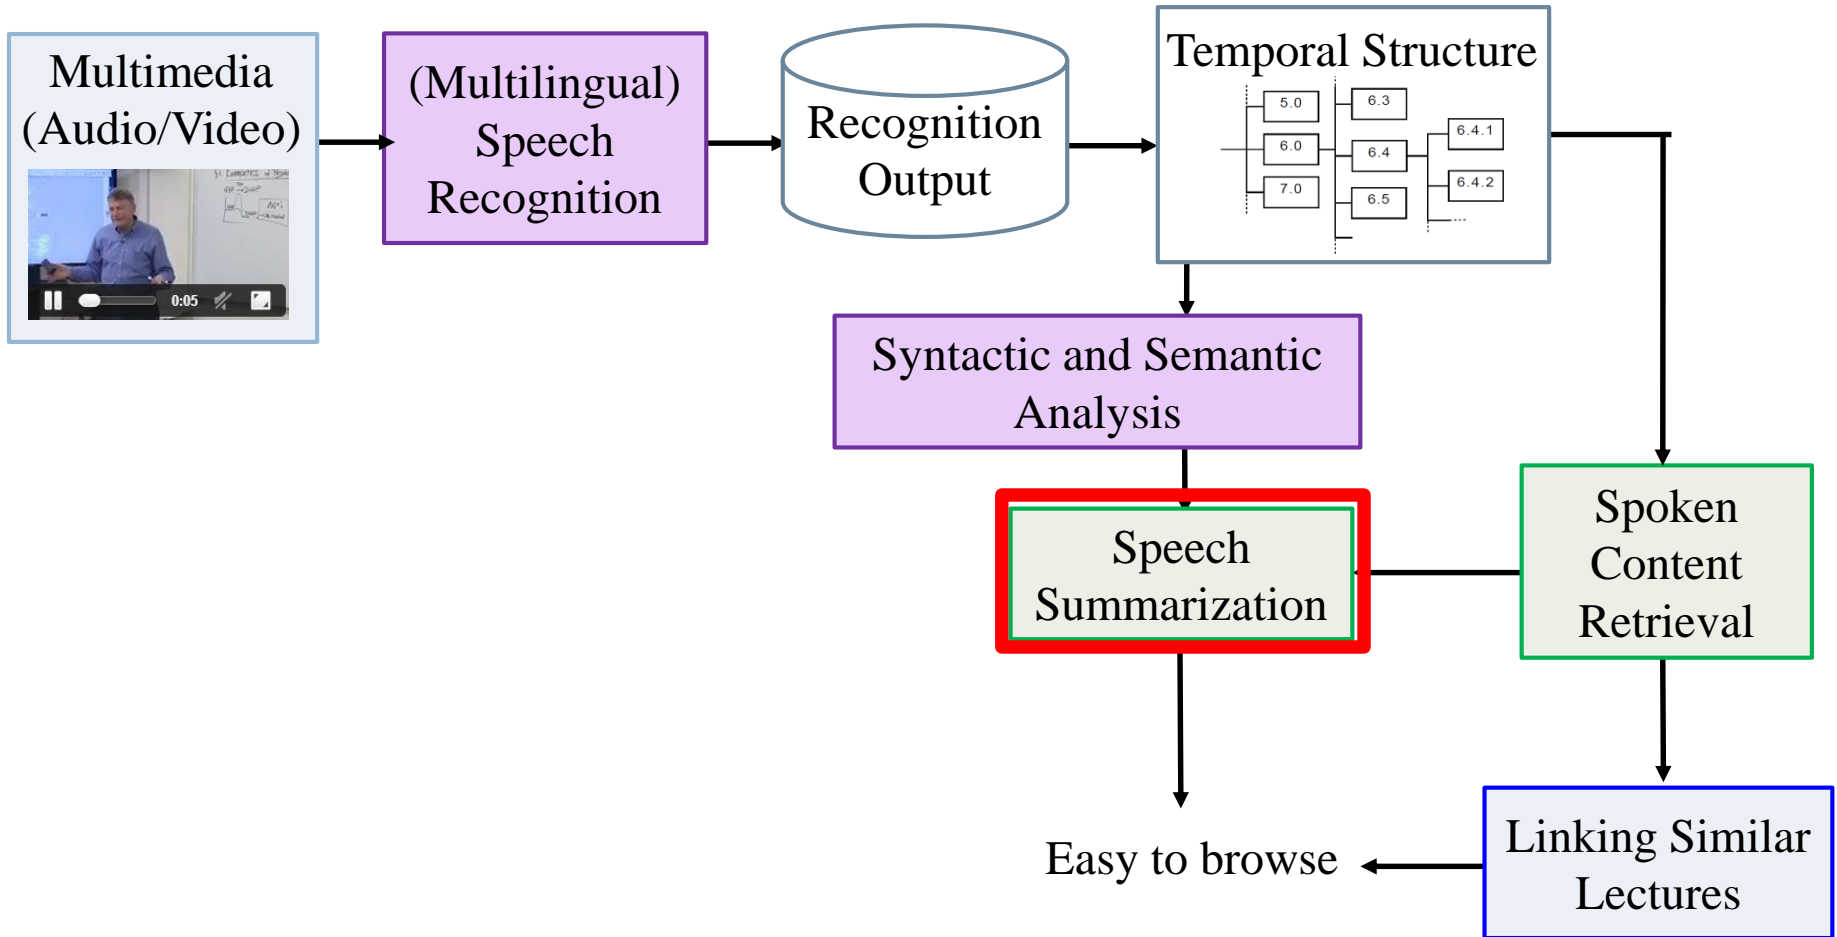 Multimedia
(Audio/Video)
0:05
(Multilingual)
Speech
Recognition
Recognition
Output
Temporal Structure
5.0
6.0
7.0
6.3
6.4
6.5
6.4.1
6.4.2
Syntactic and Semantic
Analysis
Speech
Summarization
Spoken
Content
Retrieval
Easy to browse
Linking Similar
Lectures